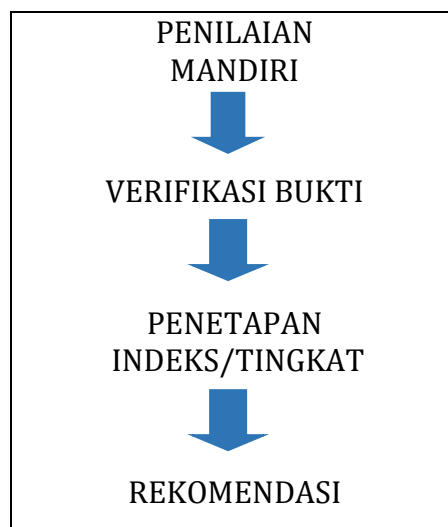 PENILAIAN
MANDIRI
VERIFIKASI BUKTI
PENETAPAN
INDEKS/TINGKAT
REKOMENDASI